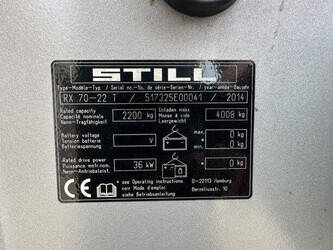 STILL
Type-Modèle-Typ / Serial no.-No. de série-Serien-Nr. / year-année-Baujahr
RX 70-22 T / 517325E00041 / 2014
Rated capacity
Capacité nominale
Nenn-Tragfähigkeit
2200 kg
Unladen mass
Masse à vide
Leergewicht
4008 kg
Battery voltage
Tension batterie
Batteriespannung
V
max. 0 kg
min. 0 kg
Rated drive power
Puissance motr. nom.
Nenn-Antriebsleist.
36 kW
0 kg
CE
see Operating instructions
voir Mode d'emploi
siehe Betriebsanleitung
D-22113 Hamburg
Berzeliusstr. 10